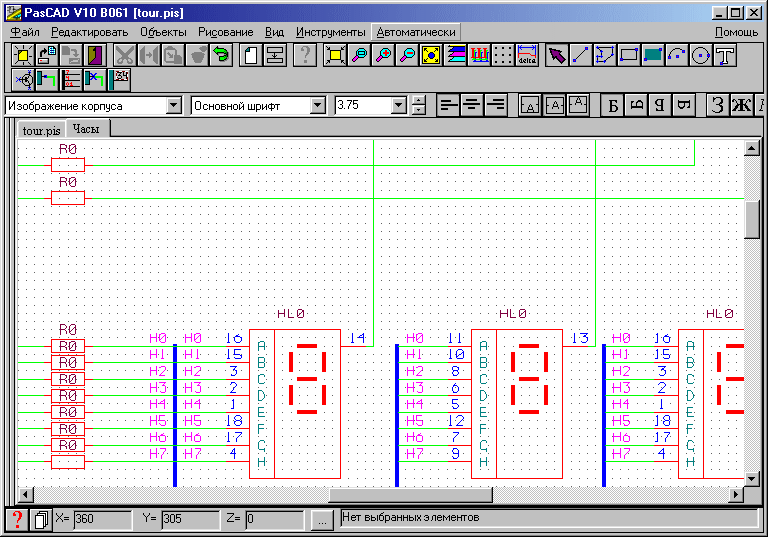 PasCAD V10 B061 [tour.pis]
Файл Редактировать Объекты Рисование Вид Инструменты Автоматически Помощь
delta
Изображение корпуса Основной шрифт 3.75 A A A Б В Я В З Ж
tour.pis Часы
R0
R0
HL0 HL0 HL0
R0
R0 H0 H0 16 A 14 H0 11 A 13 H0 16 A
R0 H1 H1 15 B H1 10 B H1 15 B
R0 H2 H2 3 C H2 8 C H2 3 C
R0 H3 H3 2 D H3 6 D H3 2 D
R0 H4 H4 1 E H4 5 E H4 1 E
R0 H5 H5 18 F H5 12 F H5 18 F
R0 H6 H6 17 G H6 7 G H6 17 G
H7 H7 4 H H7 9 H H7 4 H
X= 360 Y= 305 Z= 0 ... Нет выбранных элементов